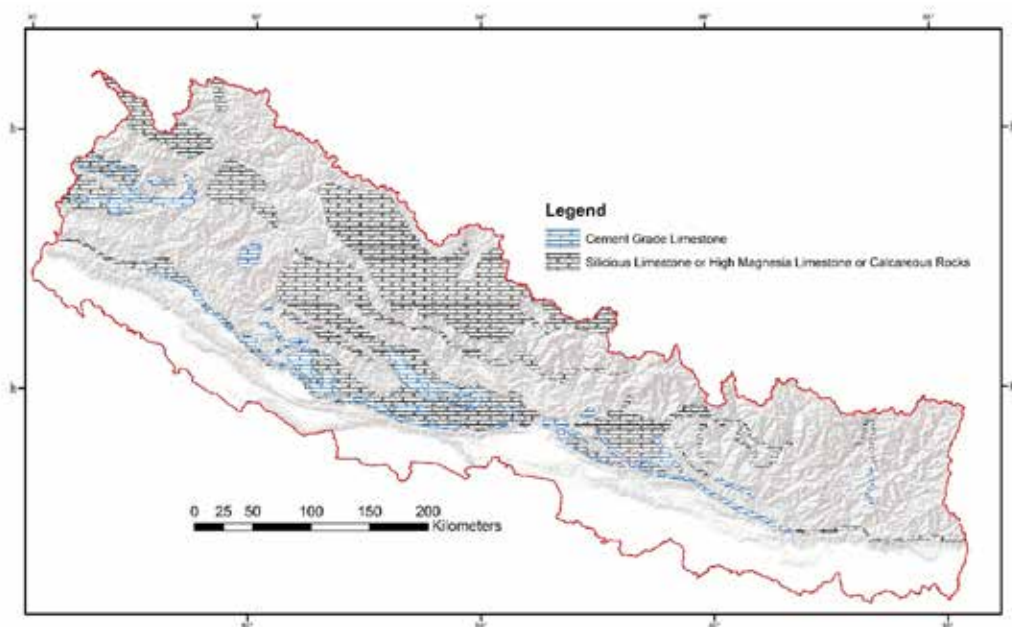 Legend
Cement Grade Limestone
Silicious Limestone or High Magnesia Limestone or Calcareous Rocks
0 25 50 100 150 200
Kilometers